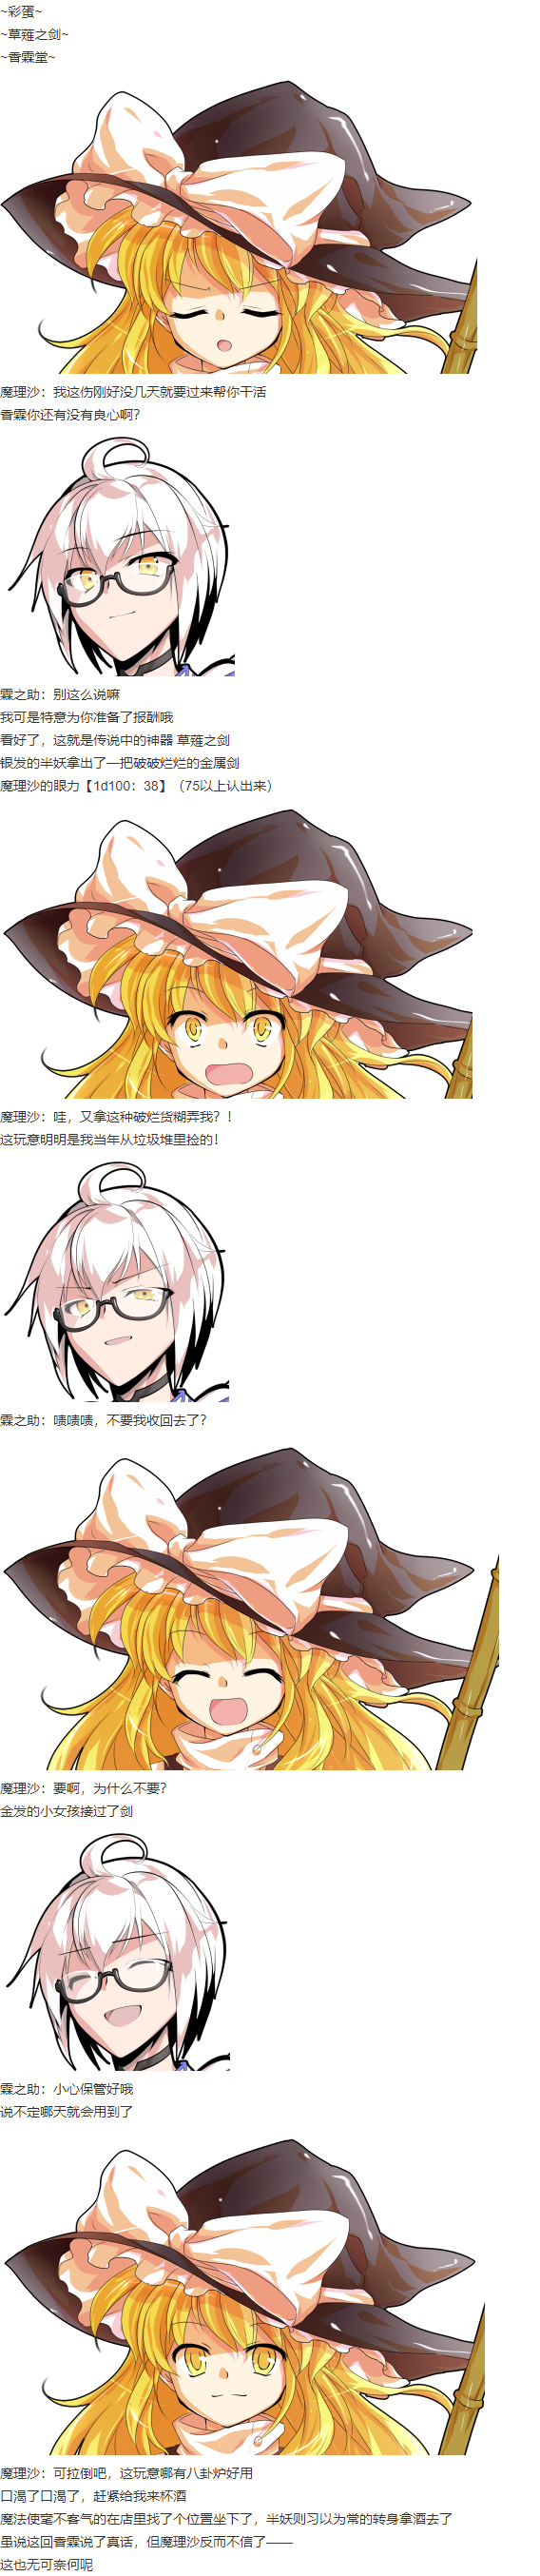 ~彩蛋~
~草薙之剑~
~香霖堂~
魔理沙：我这伤刚好没几天就要过来帮你干活
香霖你还有没有良心啊？
霖之助：别这么说嘛
我可是特意为你准备了报酬哦
看好了，这就是传说中的神器 草薙之剑
银发的半妖拿出了一把破破烂烂的金属剑
魔理沙的眼力【1d100：38】（75以上认出来）
魔理沙：哇，又拿这种破烂货糊弄我？！
这玩意明明是我当年从垃圾堆里捡的！
霖之助：啧啧啧，不要我收回去了？
魔理沙：要啊，为什么不要？
金发的小女孩接过了剑
霖之助：小心保管好哦
说不定哪天就会用到了
魔理沙：可拉倒吧，这玩意哪有八卦炉好用
口渴了口渴了，赶紧给我来杯酒
魔法使毫不客气的在店里找了个位置坐下了，半妖则习以为常的转身拿酒去了
虽说这回香霖说了真话，但魔理沙反而不信了——
这也无可奈何呢